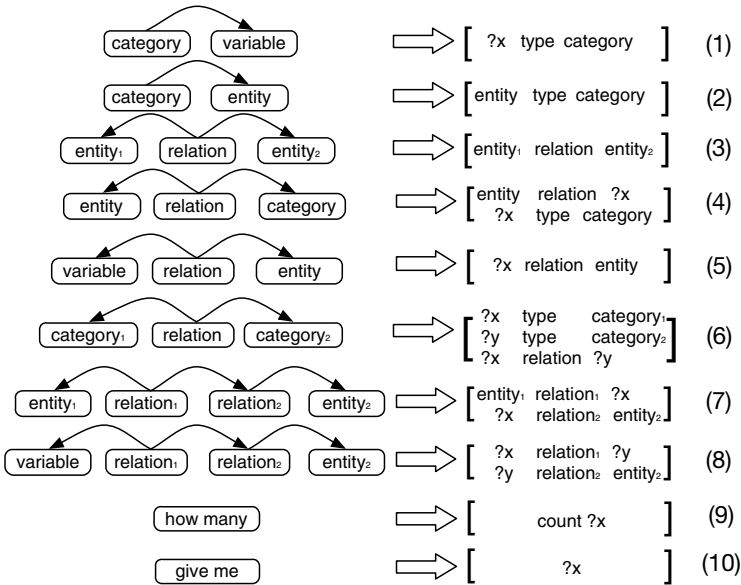 category variable [ ?x type category ] (1)
category entity [ entity type category ] (2)
entity₁ relation entity₂ [ entity₁ relation entity₂ ] (3)
entity relation category [ entity relation ?x
?x type category ] (4)
variable relation entity [ ?x relation entity ] (5)
category₁ relation category₂ [ ?x type category₁
?y type category₂
?x relation ?y ] (6)
entity₁ relation₁ relation₂ entity₂ [ entity₁ relation₁ ?x
?x relation₂ entity₂ ] (7)
variable relation₁ relation₂ entity₂ [ ?x relation₁ ?y
?y relation₂ entity₂ ] (8)
how many [ count ?x ] (9)
give me [ ?x ] (10)